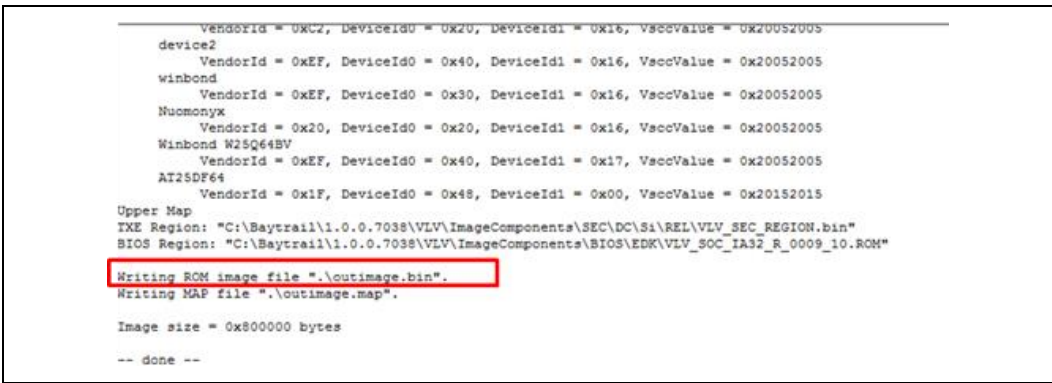 VendorId = 0xC2, DeviceId0 = 0x20, DeviceId1 = 0x16, VsccValue = 0x20052005
device2
VendorId = 0xEF, DeviceId0 = 0x40, DeviceId1 = 0x16, VsccValue = 0x20052005
winbond
VendorId = 0xEF, DeviceId0 = 0x30, DeviceId1 = 0x16, VsccValue = 0x20052005
Nuomonyx
VendorId = 0x20, DeviceId0 = 0x20, DeviceId1 = 0x16, VsccValue = 0x20052005
Winbond W25Q64BV
VendorId = 0xEF, DeviceId0 = 0x40, DeviceId1 = 0x17, VsccValue = 0x20052005
AT25DF64
VendorId = 0x1F, DeviceId0 = 0x48, DeviceId1 = 0x00, VsccValue = 0x20152015
Upper Map
TXE Region: "C:\Baytrail\1.0.0.7038\VLV\ImageComponents\SEC\DC\Si\REL\VLV_SEC_REGION.bin"
BIOS Region: "C:\Baytrail\1.0.0.7038\VLV\ImageComponents\BIOS\EDK\VLV_SOC_IA32_R_0009_10.ROM"
Writing ROM image file ".\outimage.bin".
Writing MAP file ".\outimage.map".
Image size = 0x800000 bytes
-- done --